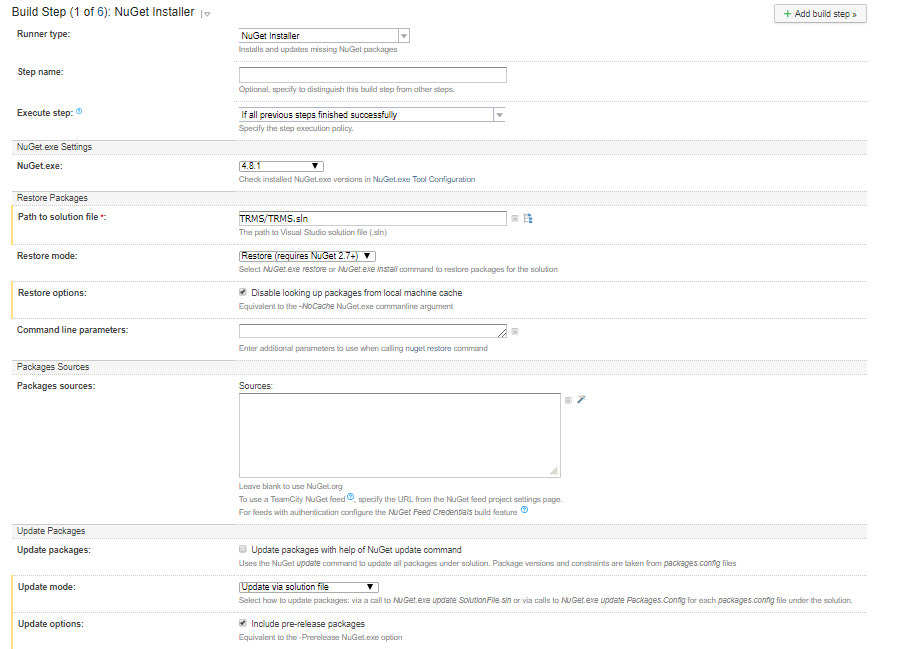 Build Step (1 of 6): NuGet Installer
+ Add build step »
Runner type:
NuGet Installer
Installs and updates missing NuGet packages
Step name:
Optional, specify to distinguish this build step from other steps.
Execute step:
If all previous steps finished successfully
Specify the step execution policy.
NuGet.exe Settings
NuGet.exe:
4.8.1
Check installed NuGet.exe versions in NuGet.exe Tool Configuration
Restore Packages
Path to solution file *:
TRMS/TRMS.sln
The path to Visual Studio solution file (.sln)
Restore mode:
Restore (requires NuGet 2.7+)
Select NuGet.exe restore or NuGet.exe install command to restore packages for the solution
Restore options:
Disable looking up packages from local machine cache
Equivalent to the -NoCache NuGet.exe commanline argument
Command line parameters:
Enter additional parameters to use when calling nuget restore command
Packages Sources
Packages sources:
Sources:
Leave blank to use NuGet.org
To use a TeamCity NuGet feed , specify the URL from the NuGet feed project settings page.
For feeds with authentication configure the NuGet Feed Credentials build feature
Update Packages
Update packages:
Update packages with help of NuGet update command
Uses the NuGet update command to update all packages under solution. Package versions and constraints are taken from packages.config files
Update mode:
Update via solution file
Select how to update packages: via a call to NuGet.exe update SolutionFile.sln or via calls to NuGet.exe update Packages.Config for each packages.config file under the solution.
Update options:
Include pre-release packages
Equivalent to the -Prerelease NuGet.exe option